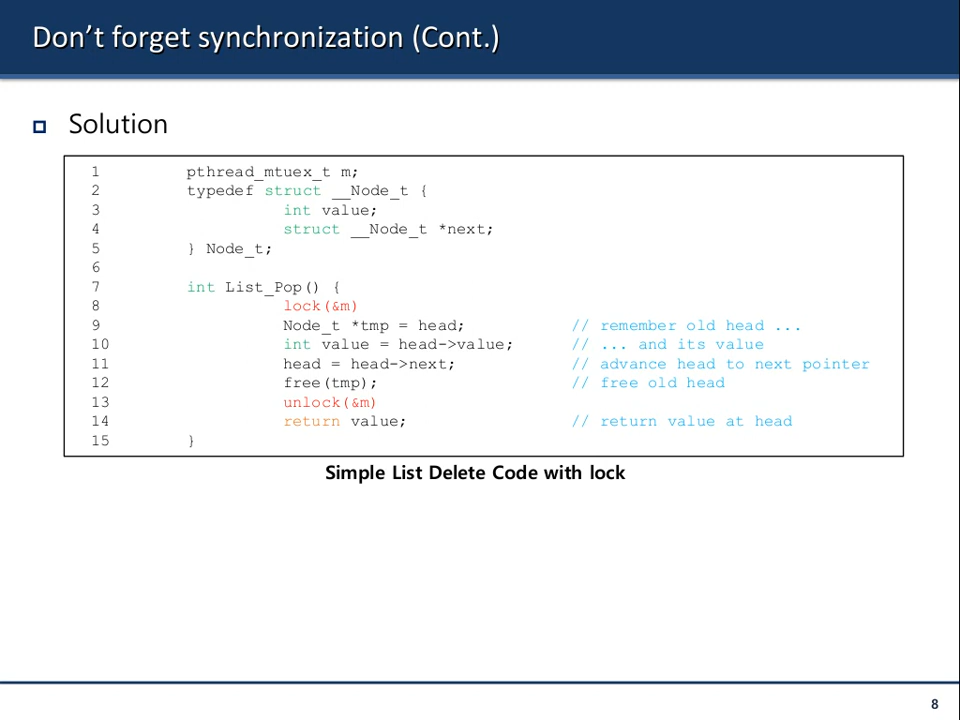 Don't forget synchronization (Cont.)
Solution
1 pthread_mtuex_t m;
2 typedef struct __Node_t {
3 int value;
4 struct __Node_t *next;
5 } Node_t;
6
7 int List_Pop() {
8 lock(&m)
9 Node_t *tmp = head; // remember old head ...
10 int value = head->value; // ... and its value
11 head = head->next; // advance head to next pointer
12 free(tmp); // free old head
13 unlock(&m)
14 return value; // return value at head
15 }
Simple List Delete Code with lock
8